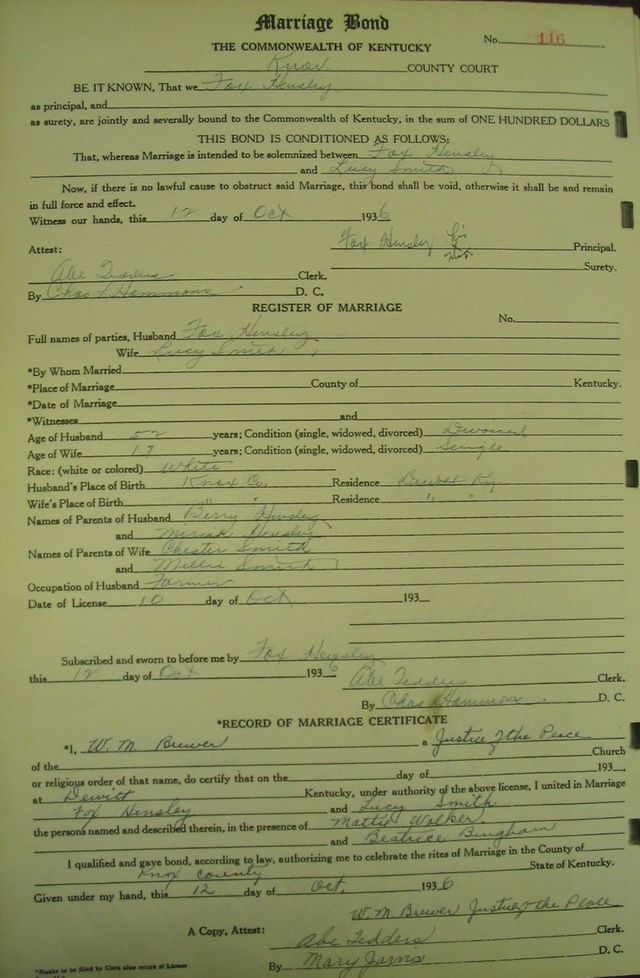 Marriage Bond
THE COMMONWEALTH OF KENTUCKY No. 116
Knox COUNTY COURT
BE IT KNOWN, That we Fox Hensley
as principal, and
as surety, are jointly and severally bound to the Commonwealth of Kentucky, in the sum of ONE HUNDRED DOLLARS
THIS BOND IS CONDITIONED AS FOLLOWS:
That, whereas Marriage is intended to be solemnized between Fox Hensley
and Lucy Smith
Now, if there is no lawful cause to obstruct said Marriage, this bond shall be void, otherwise it shall be and remain
in full force and effect.
Witness our hands, this 12 day of Oct 1936
Attest: Fox Hensley his X mark Principal.
Surety.
Abe Tedders Clerk.
By Chas Hammons D. C.
REGISTER OF MARRIAGE
No.
Full names of parties, Husband Fox Hensley
Wife Lucy Smith
*By Whom Married
*Place of Marriage County of Kentucky.
*Date of Marriage
*Witnesses and
Age of Husband 52 years; Condition (single, widowed, divorced) Divorced
Age of Wife 17 years; Condition (single, widowed, divorced) Single
Race: (white or colored) White
Husband's Place of Birth Knox Co. Residence Dewitt Ky.
Wife's Place of Birth " " Residence " "
Names of Parents of Husband Berry Hensley
and Hensley
Names of Parents of Wife Chester Smith
and Millie Smith
Occupation of Husband Farmer
Date of License 10 day of Oct 193
Subscribed and sworn to before me by Fox Hensley
this 12 day of Oct 1936 Abe Tedders Clerk.
By Chas Hammons D. C.
*RECORD OF MARRIAGE CERTIFICATE
*I, W. M. Brewer a Justice of the Peace
of the Church
or religious order of that name, do certify that on the day of 193
at Dewitt Kentucky, under authority of the above license, I united in Marriage
Fox Hensley and Lucy Smith
the persons named and described therein, in the presence of Mattie Walker
and Beatrice Bingham
I qualified and gave bond, according to law, authorizing me to celebrate the rites of Marriage in the County of
Knox County State of Kentucky.
Given under my hand, this 12 day of Oct. 1936
W. M. Brewer Justice of the Peace
A Copy, Attest: Abe Tedders Clerk.
By Mary D. C.
*Blanks to be filed by Clerk after return of License